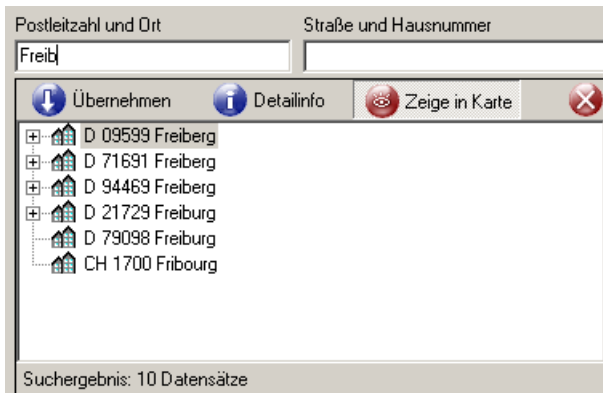 Postleitzahl und Ort Straße und Hausnummer
Freib
Übernehmen Detailinfo Zeige in Karte
D 09599 Freiberg
D 71691 Freiberg
D 94469 Freiberg
D 21729 Freiburg
D 79098 Freiburg
CH 1700 Fribourg
Suchergebnis: 10 Datensätze